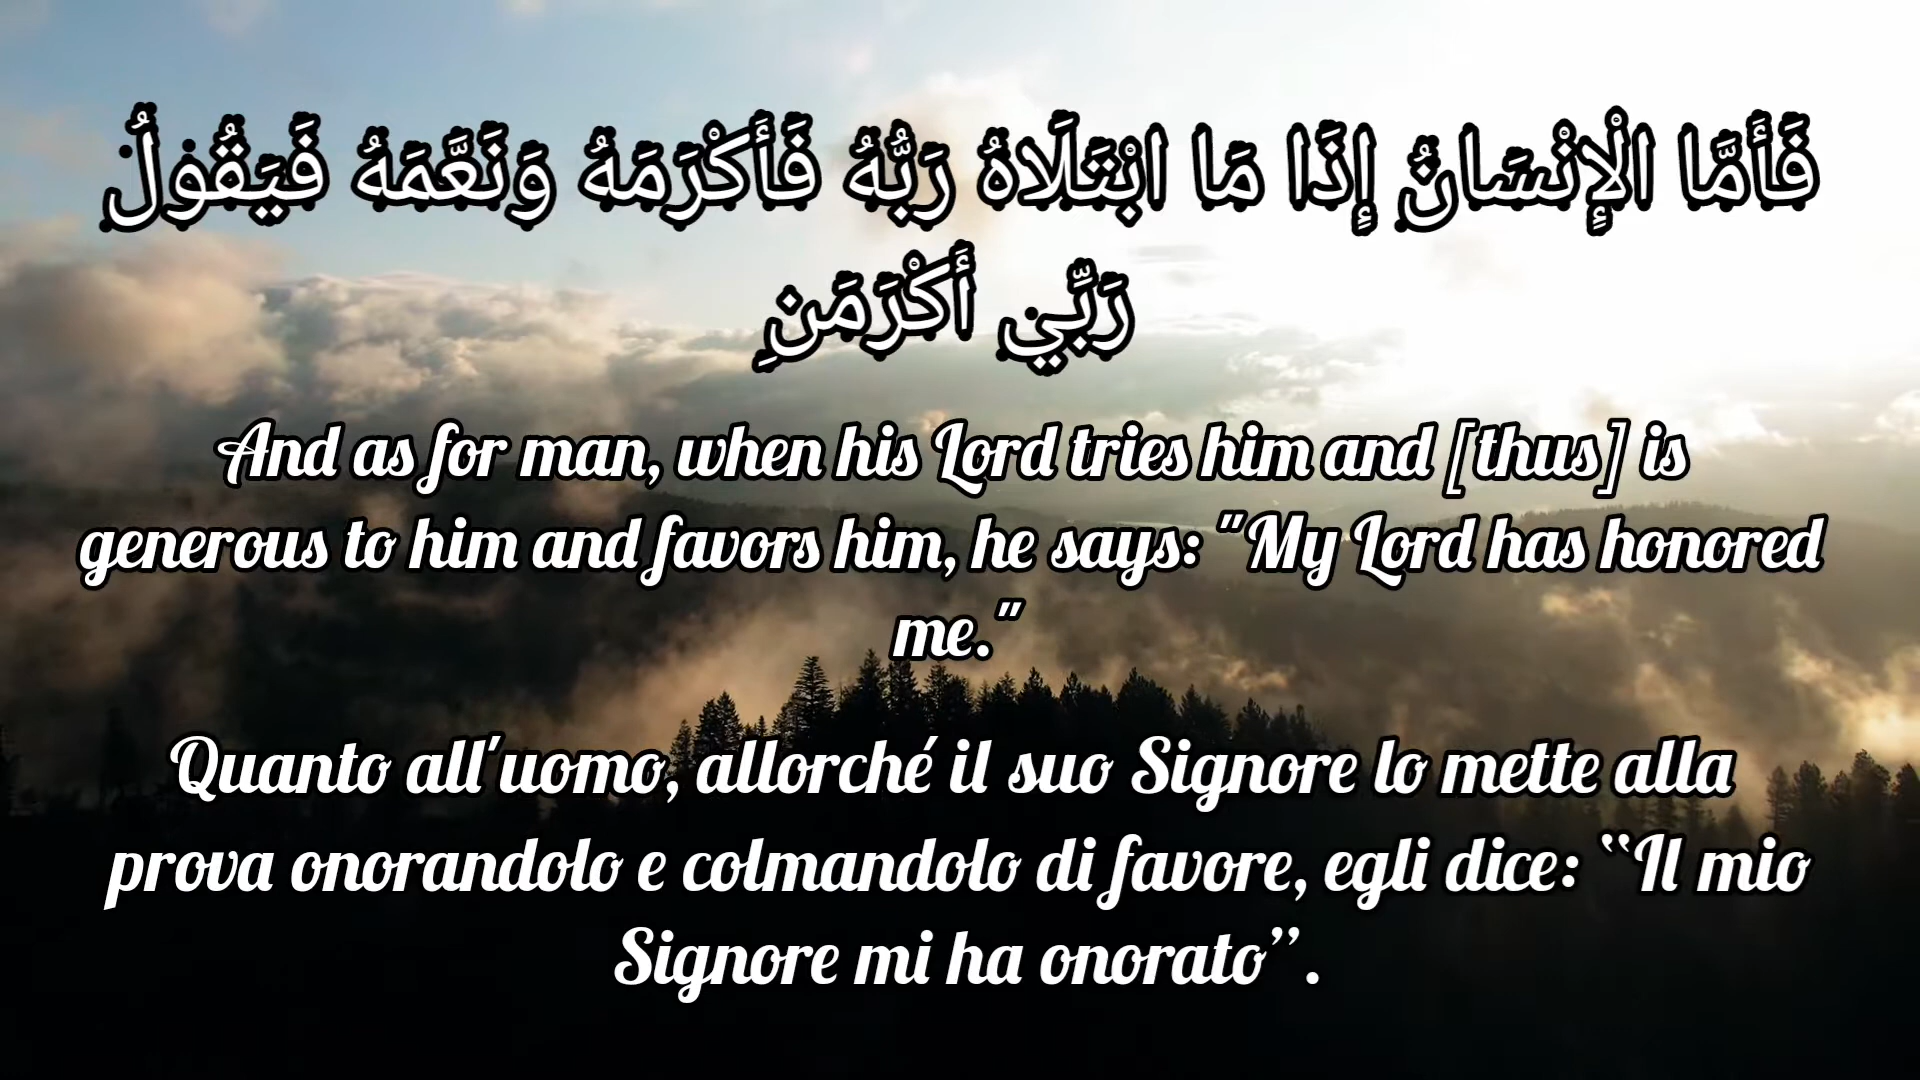 فَأَمَّا الْإِنْسَانُ إِذَا مَا ابْتَلَاهُ رَبُّهُ فَأَكْرَمَهُ وَنَعَّمَهُ فَيَقُولُ
رَبِّي أَكْرَمَنِ
And as for man, when his Lord tries him and [thus] is
generous to him and favors him, he says: "My Lord has honored
me."
Quanto all'uomo, allorché il suo Signore lo mette alla
prova onorandolo e colmandolo di favore, egli dice: “Il mio
Signore mi ha onorato”.